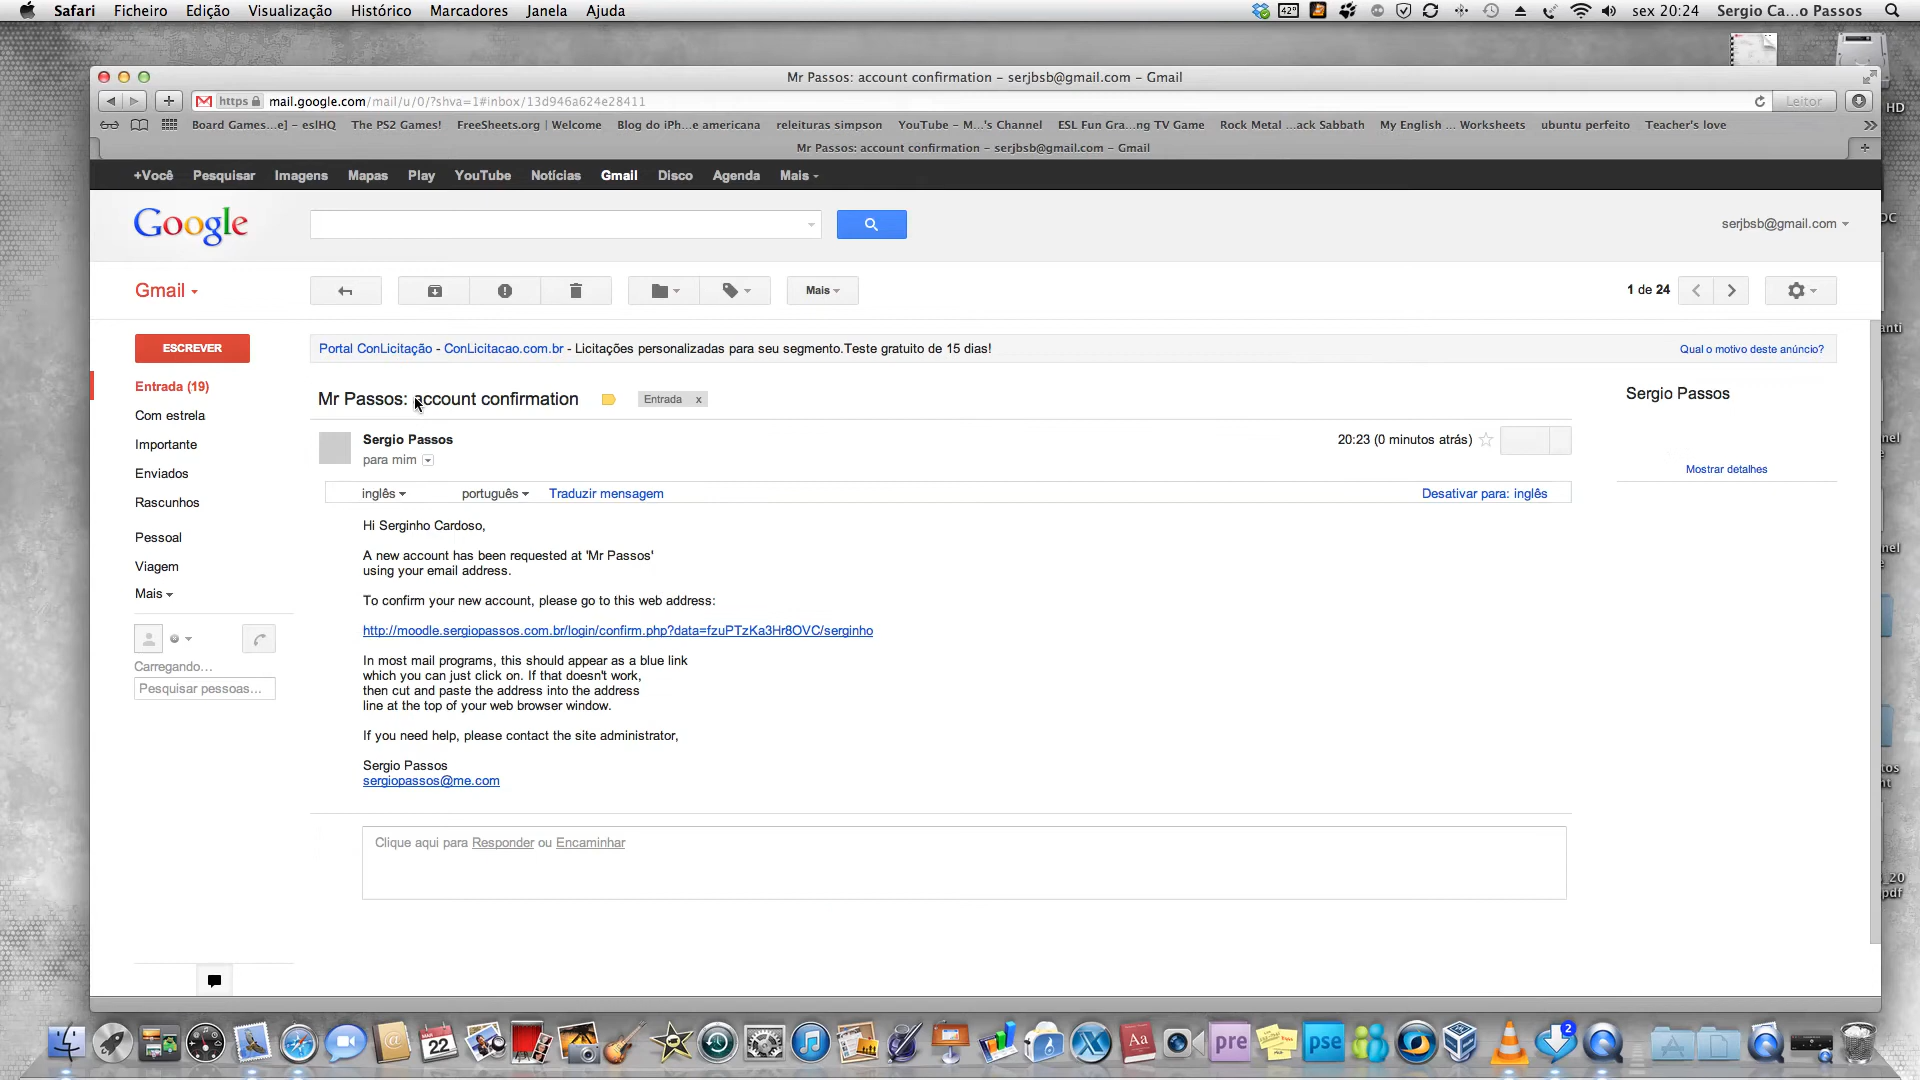 Safari Ficheiro Edição Visualização Histórico Marcadores Janela Ajuda 42° sex 20:24 Sergio Ca...o Passos
Mr Passos: account confirmation – serjbsb@gmail.com – Gmail
https mail.google.com/mail/u/0/?shva=1#inbox/13d946a624e28411 Leitor
HD
Board Games...e] – eslHQ The PS2 Games! FreeSheets.org | Welcome Blog do iPh...e americana releituras simpson YouTube – M...'s Channel ESL Fun Gra...ng TV Game Rock Metal ...ack Sabbath My English ... Worksheets ubuntu perfeito Teacher's love
Mr Passos: account confirmation – serjbsb@gmail.com – Gmail
+Você Pesquisar Imagens Mapas Play YouTube Notícias Gmail Disco Agenda Mais
Google serjbsb@gmail.com
Gmail Mais 1 de 24
ESCREVER
Portal ConLicitação - ConLicitacao.com.br - Licitações personalizadas para seu segmento.Teste gratuito de 15 dias! Qual o motivo deste anúncio?
Entrada (19)
Com estrela
Importante
Enviados
Rascunhos
Pessoal
Viagem
Mais
Carregando...
Pesquisar pessoas...
Mr Passos: account confirmation Entrada x
Sergio Passos 20:23 (0 minutos atrás)
para mim
inglês português Traduzir mensagem Desativar para: inglês
Hi Serginho Cardoso,
A new account has been requested at 'Mr Passos'
using your email address.
To confirm your new account, please go to this web address:
http://moodle.sergiopassos.com.br/login/confirm.php?data=fzuPTzKa3Hr8OVC/serginho
In most mail programs, this should appear as a blue link
which you can just click on. If that doesn't work,
then cut and paste the address into the address
line at the top of your web browser window.
If you need help, please contact the site administrator,
Sergio Passos
sergiopassos@me.com
Clique aqui para Responder ou Encaminhar
Sergio Passos
Mostrar detalhes
MAR
22
Aa
pre
pse
2